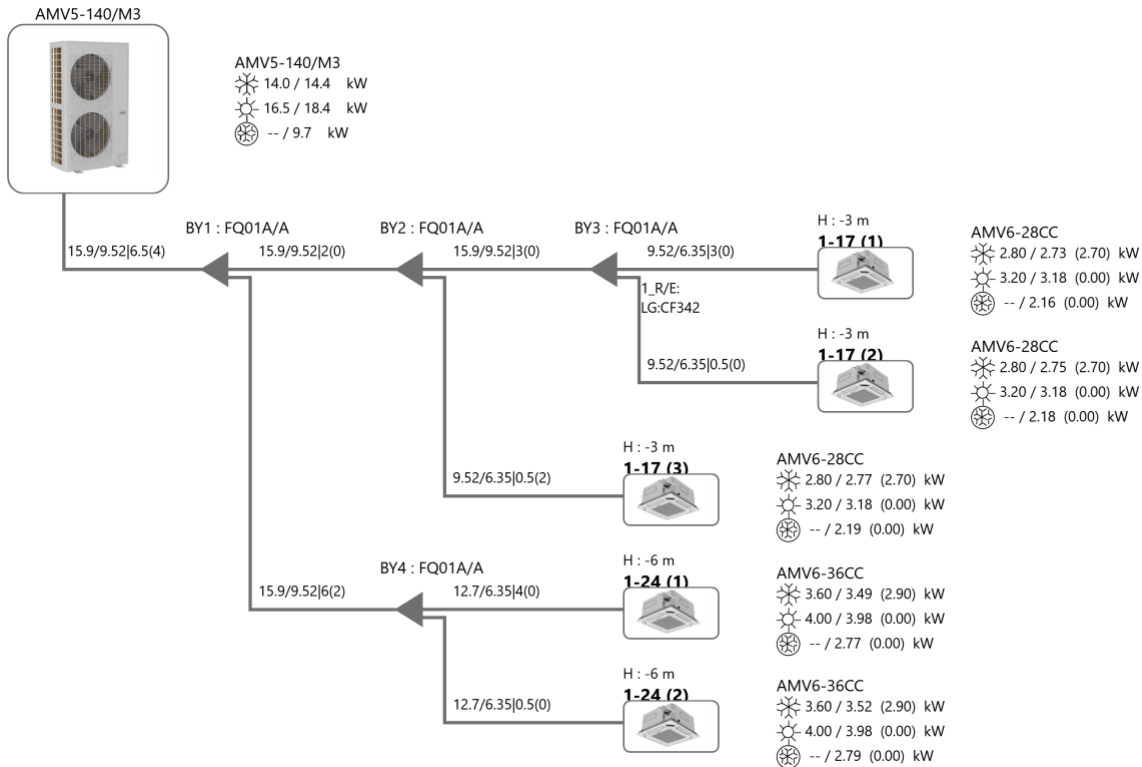 AMV5-140/M3
AMV5-140/M3
14.0 / 14.4 kW
16.5 / 18.4 kW
-- / 9.7 kW
15.9/9.52|6.5(4)
BY1 : FQ01A/A
15.9/9.52|2(0)
BY2 : FQ01A/A
15.9/9.52|3(0)
BY3 : FQ01A/A
9.52/6.35|3(0)
1_R/E:
LG:CF342
H : -3 m
1-17 (1)
AMV6-28CC
2.80 / 2.73 (2.70) kW
3.20 / 3.18 (0.00) kW
-- / 2.16 (0.00) kW
9.52/6.35|0.5(0)
H : -3 m
1-17 (2)
AMV6-28CC
2.80 / 2.75 (2.70) kW
3.20 / 3.18 (0.00) kW
-- / 2.18 (0.00) kW
9.52/6.35|0.5(2)
H : -3 m
1-17 (3)
AMV6-28CC
2.80 / 2.77 (2.70) kW
3.20 / 3.18 (0.00) kW
-- / 2.19 (0.00) kW
15.9/9.52|6(2)
BY4 : FQ01A/A
12.7/6.35|4(0)
H : -6 m
1-24 (1)
AMV6-36CC
3.60 / 3.49 (2.90) kW
4.00 / 3.98 (0.00) kW
-- / 2.77 (0.00) kW
12.7/6.35|0.5(0)
H : -6 m
1-24 (2)
AMV6-36CC
3.60 / 3.52 (2.90) kW
4.00 / 3.98 (0.00) kW
-- / 2.79 (0.00) kW